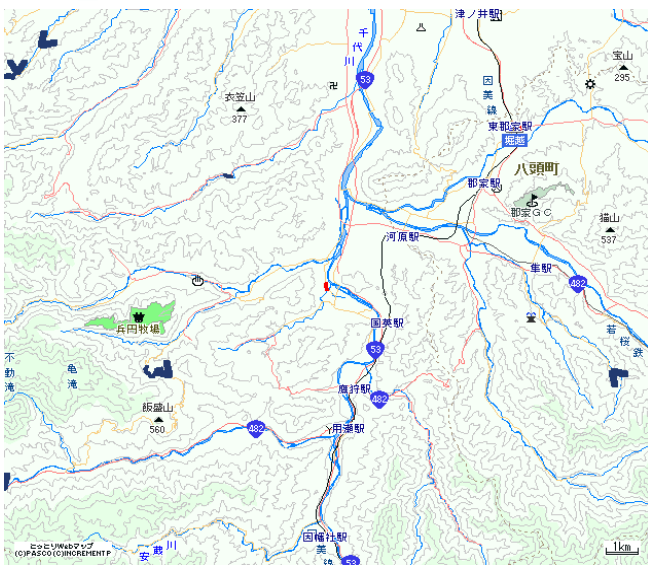 津ノ井駅
千代川
53
因美線
宝山
295
衣笠山
377
東郡家駅
堀越
八頭町
郡家駅
郡家GC
猫山
537
河原駅
隼駅
482
国英駅
若桜鉄
兵円牧場
53
不動滝
亀滝
鷹狩駅
482
飯盛山
560
482
用瀬駅
因幡社駅
美線
安蔵川
53
とっとりWebマップ
(C)PASCO (C)INCREMENT P
1km